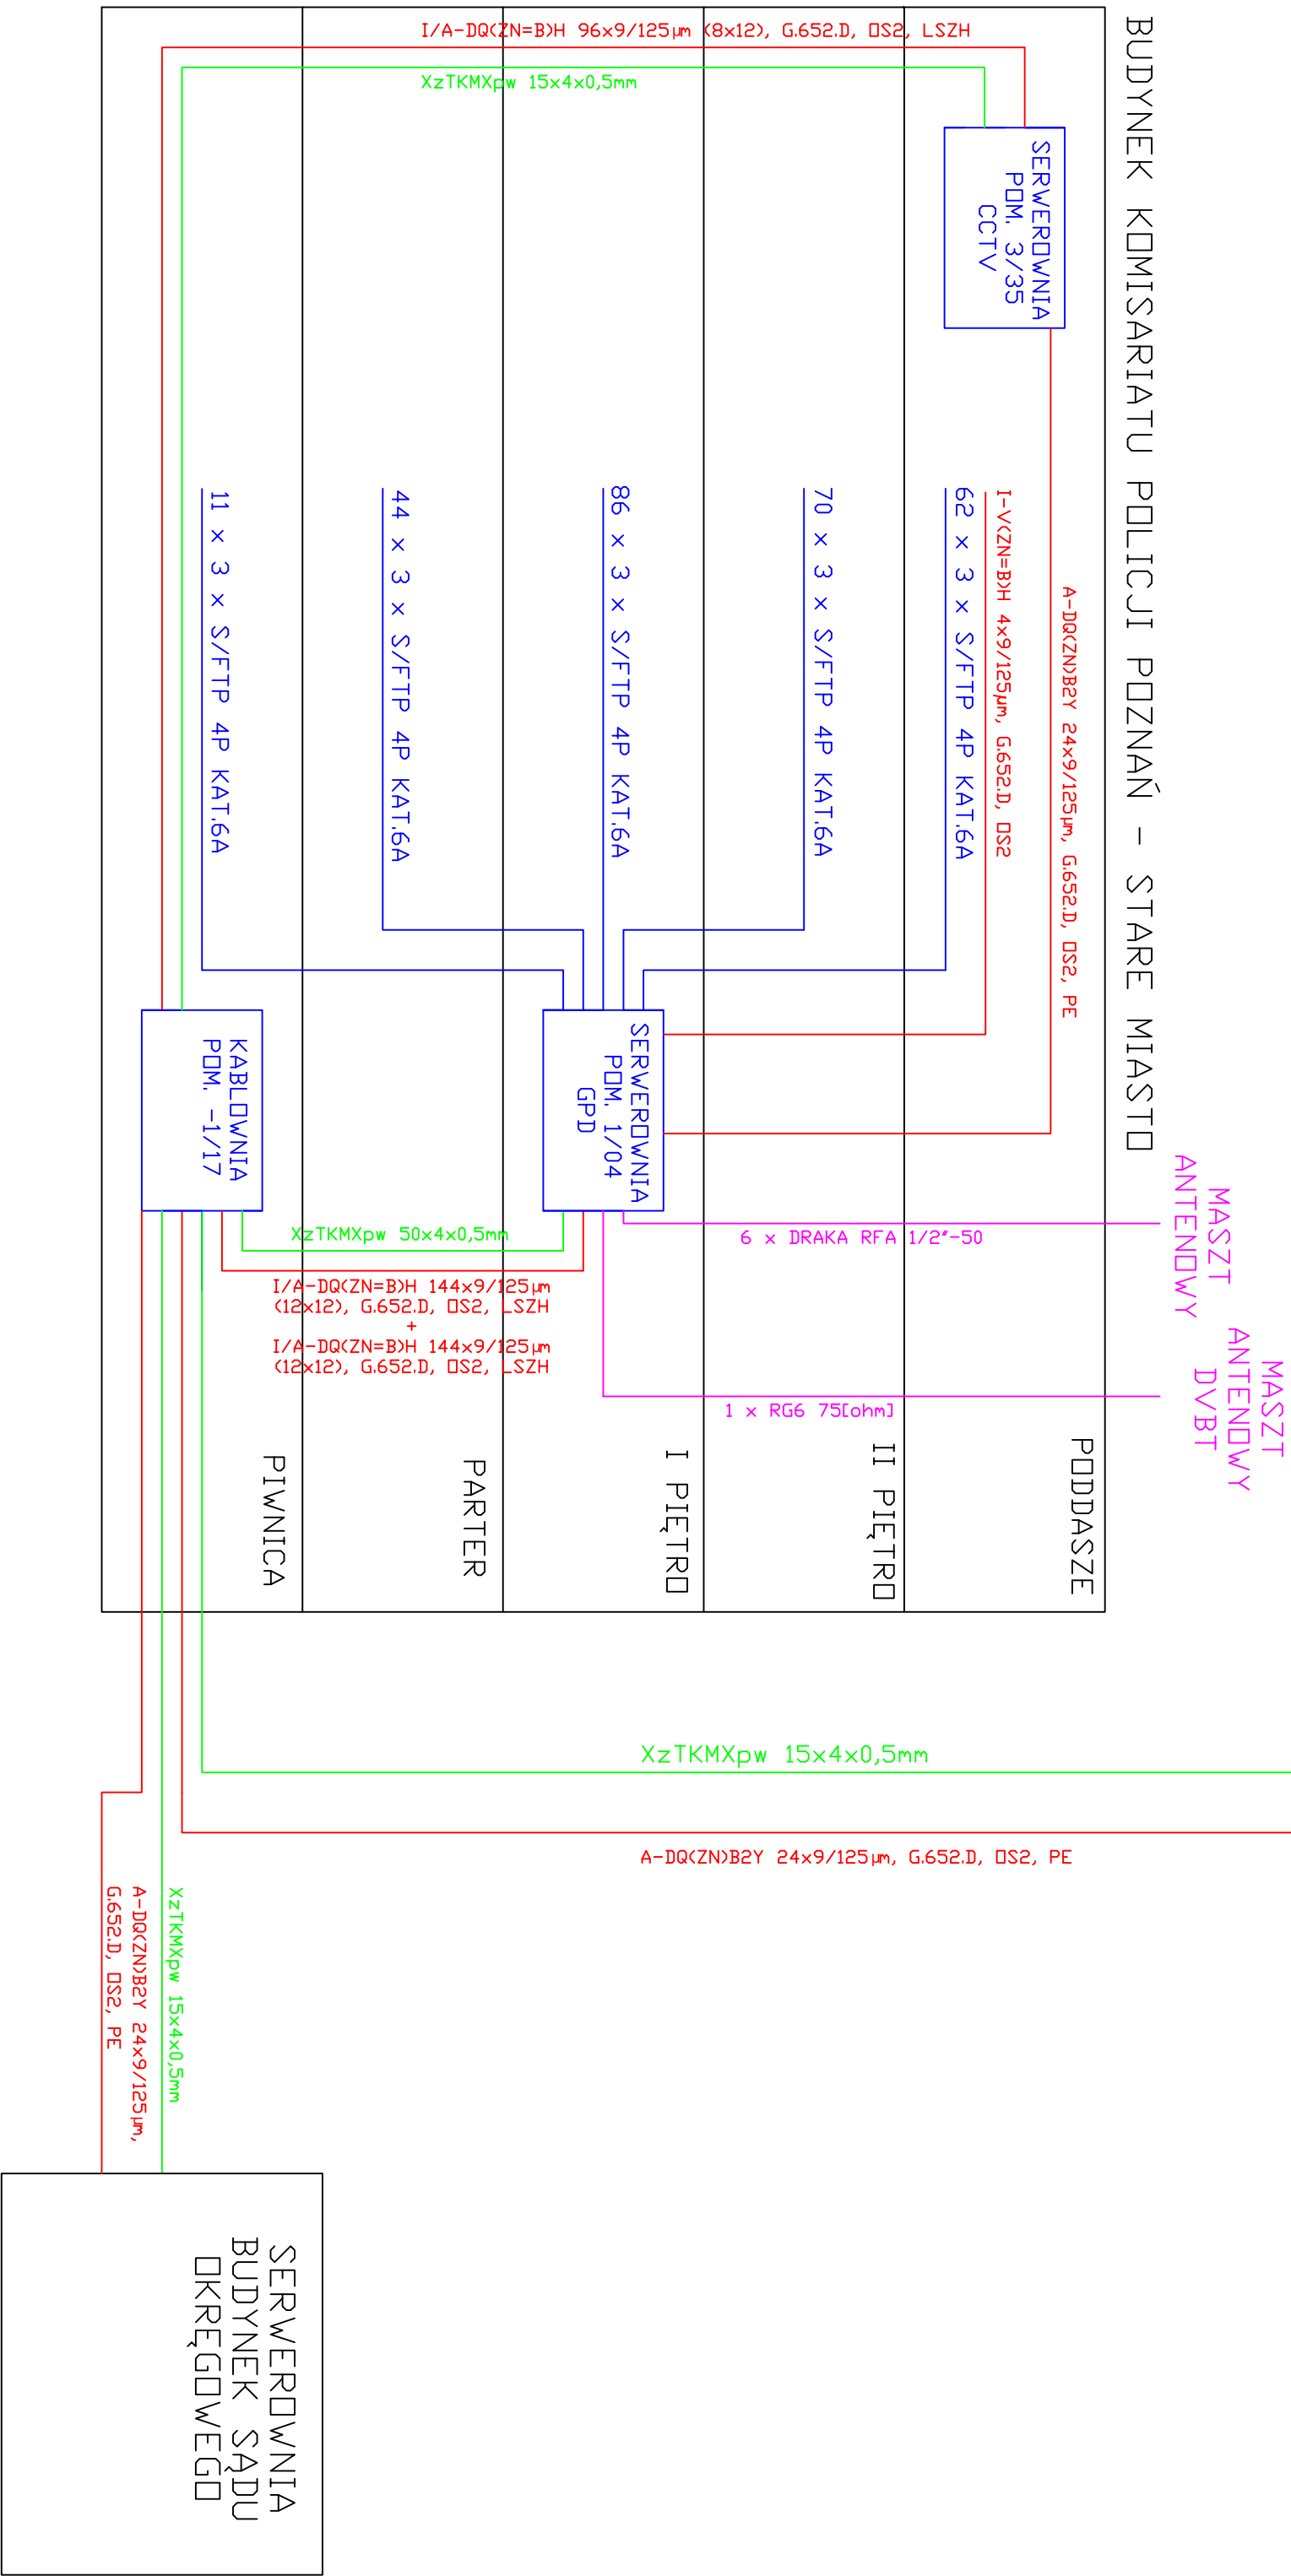 BUDYNEK KOMISARIATU POLICJI POZNAŃ - STARE MIASTO
MASZT
ANTENOWY
MASZT
ANTENOWY
DVBT
I/A-DQ(ZN=B)H 96x9/125µm (8x12), G.652.D, OS2, LSZH
XzTKMXpw 15x4x0,5mm
SERWEROWNIA
POM. 3/35
CCTV
A-DQ(ZN)B2Y 24x9/125µm, G.652.D, OS2, PE
I-V(ZN=B)H 4x9/125µm, G.652.D, OS2
62 x 3 x S/FTP 4P KAT.6A
70 x 3 x S/FTP 4P KAT.6A
86 x 3 x S/FTP 4P KAT.6A
44 x 3 x S/FTP 4P KAT.6A
11 x 3 x S/FTP 4P KAT.6A
SERWEROWNIA
POM. 1/04
GPD
KABLOWNIA
POM. -1/17
6 x DRAKA RFA 1/2"-50
1 x RG6 75[ohm]
XzTKMXpw 50x4x0,5mm
I/A-DQ(ZN=B)H 144x9/125µm
(12x12), G.652.D, OS2, LSZH
+
I/A-DQ(ZN=B)H 144x9/125µm
(12x12), G.652.D, OS2, LSZH
PODDASZE
II PIĘTRO
I PIĘTRO
PARTER
PIWNICA
XzTKMXpw 15x4x0,5mm
A-DQ(ZN)B2Y 24x9/125µm, G.652.D, OS2, PE
XzTKMXpw 15x4x0,5mm
A-DQ(ZN)B2Y 24x9/125µm,
G.652.D, OS2, PE
SERWEROWNIA
BUDYNEK SĄDU
OKRĘGOWEGO